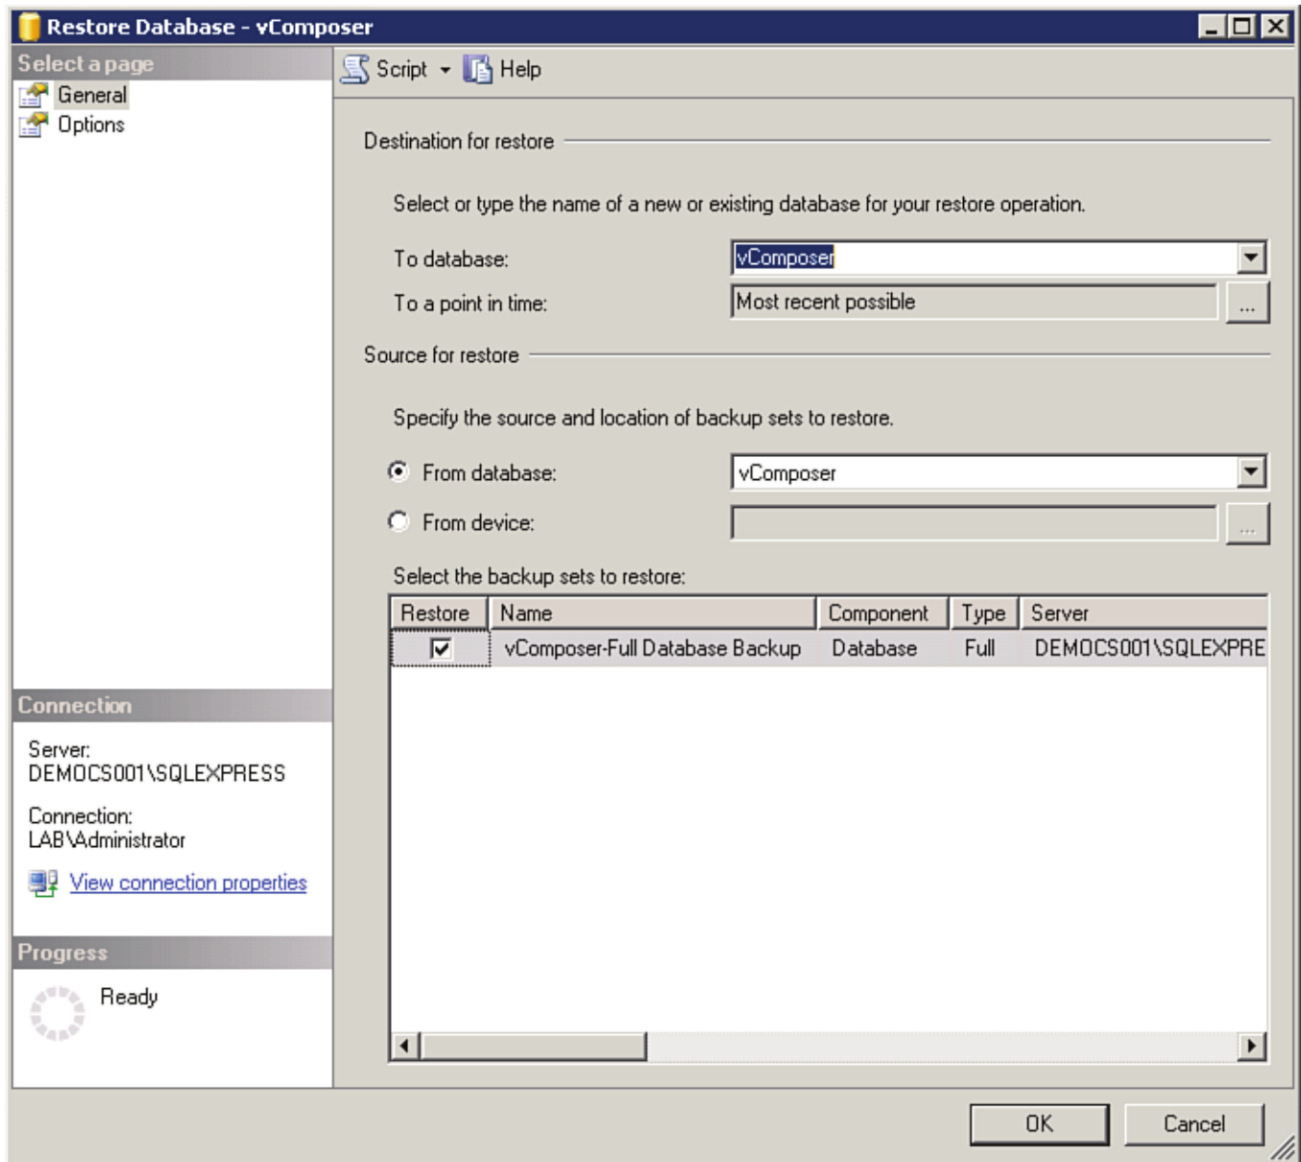 Restore Database - vComposer
Select a page
General
Options
Script
Help
Destination for restore
Select or type the name of a new or existing database for your restore operation.
To database: vComposer
To a point in time: Most recent possible ...
Source for restore
Specify the source and location of backup sets to restore.
From database: vComposer
From device: ...
Select the backup sets to restore:
Restore Name Component Type Server
vComposer-Full Database Backup Database Full DEMOCS001\SQLEXPRE
Connection
Server:
DEMOCS001\SQLEXPRESS
Connection:
LAB\Administrator
View connection properties
Progress
Ready
OK Cancel